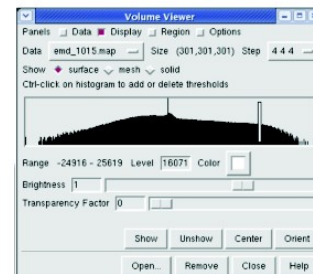 Volume Viewer
Panels Data Display Region Options
Data emd_1015.map Size (301,301,301) Step 4 4 4
Show surface mesh solid
Ctrl-click on histogram to add or delete thresholds
Range -24916 - 25619 Level 16071 Color
Brightness 1
Transparency Factor 0
Show Unshow Center Orient
Open... Remove Close Help